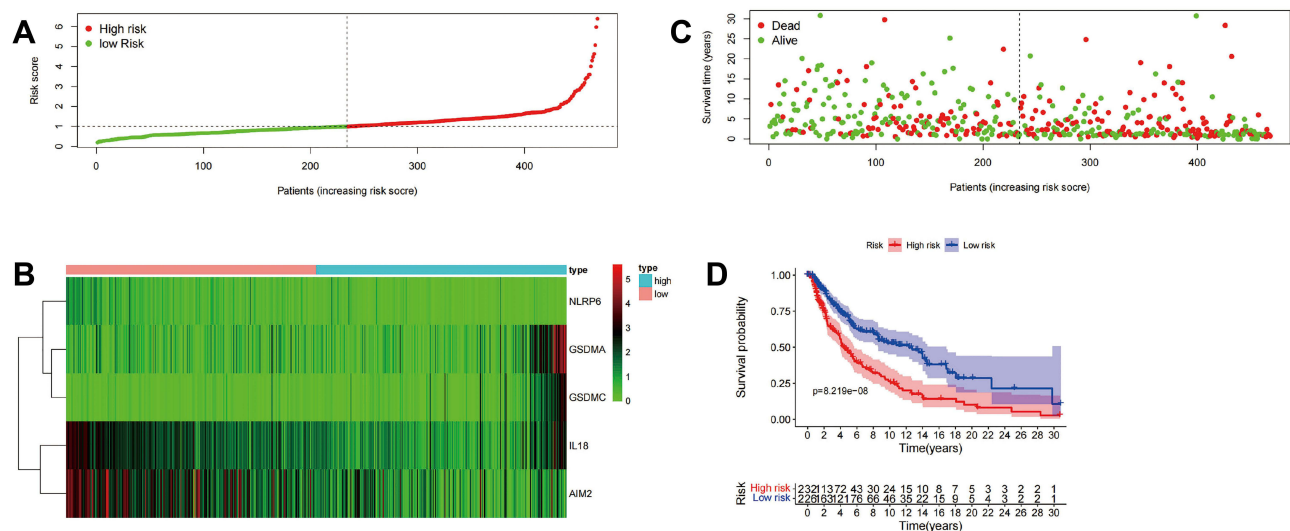 A
High risk
low Risk
Risk score
0 1 2 3 4 5 6
0 100 200 300 400
Patients (increasing risk socre)
C
Dead
Alive
Survival time (years)
0 5 10 15 20 25 30
0 100 200 300 400
Patients (increasing risk socre)
B
type
type
high
low
NLRP6
GSDMA
GSDMC
IL18
AIM2
5
4
3
2
1
0
D
Risk High risk Low risk
Survival probability
1.00
0.75
0.50
0.25
0.00
p=8.219e−08
0 2 4 6 8 10 12 14 16 18 20 22 24 26 28 30
Time(years)
Risk
High risk 232 113 72 43 30 24 15 10 8 7 5 3 3 2 2 1
Low risk 226 163 121 76 66 46 35 22 15 9 5 4 3 2 2 1
0 2 4 6 8 10 12 14 16 18 20 22 24 26 28 30
Time(years)